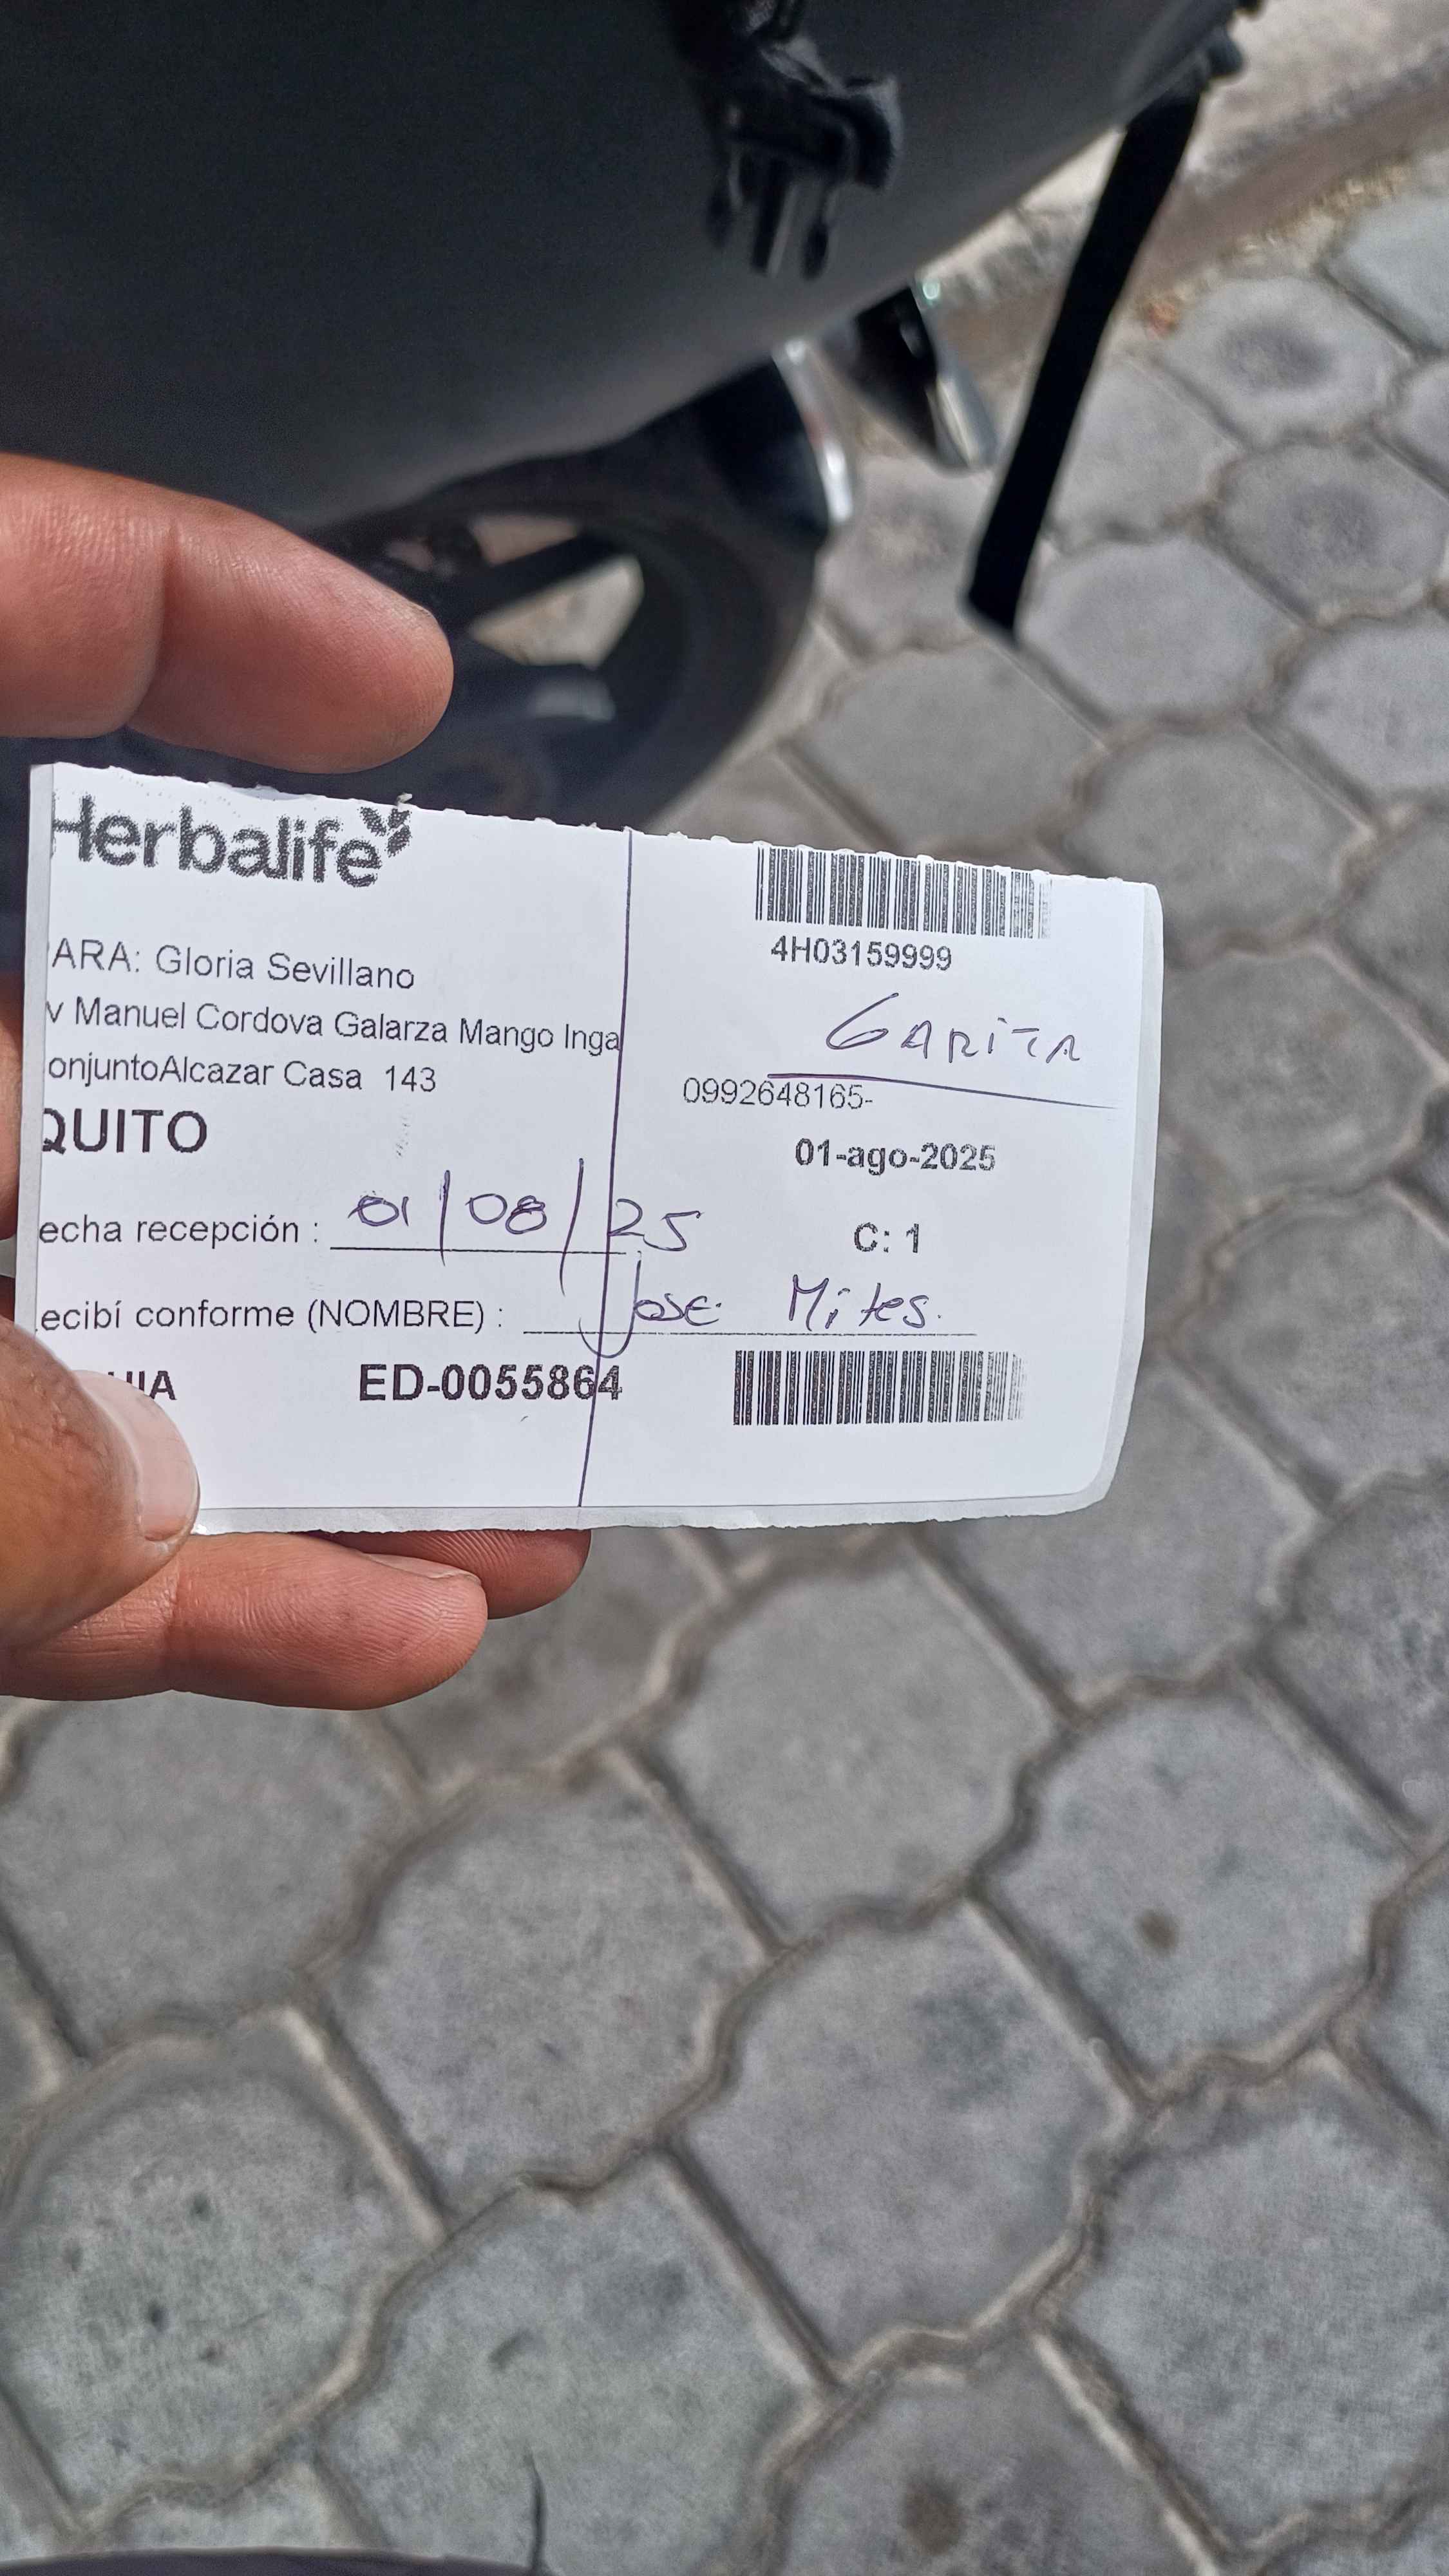 Herbalife
4H03159999
ARA: Gloria Sevillano
v Manuel Cordova Galarza Mango Inga
GARITA
onjuntoAlcazar Casa 143
0992648165-
QUITO
01-ago-2025
echa recepción : 01/08/25
C: 1
ecibí conforme (NOMBRE) : Jose Mites.
UIA ED-0055864